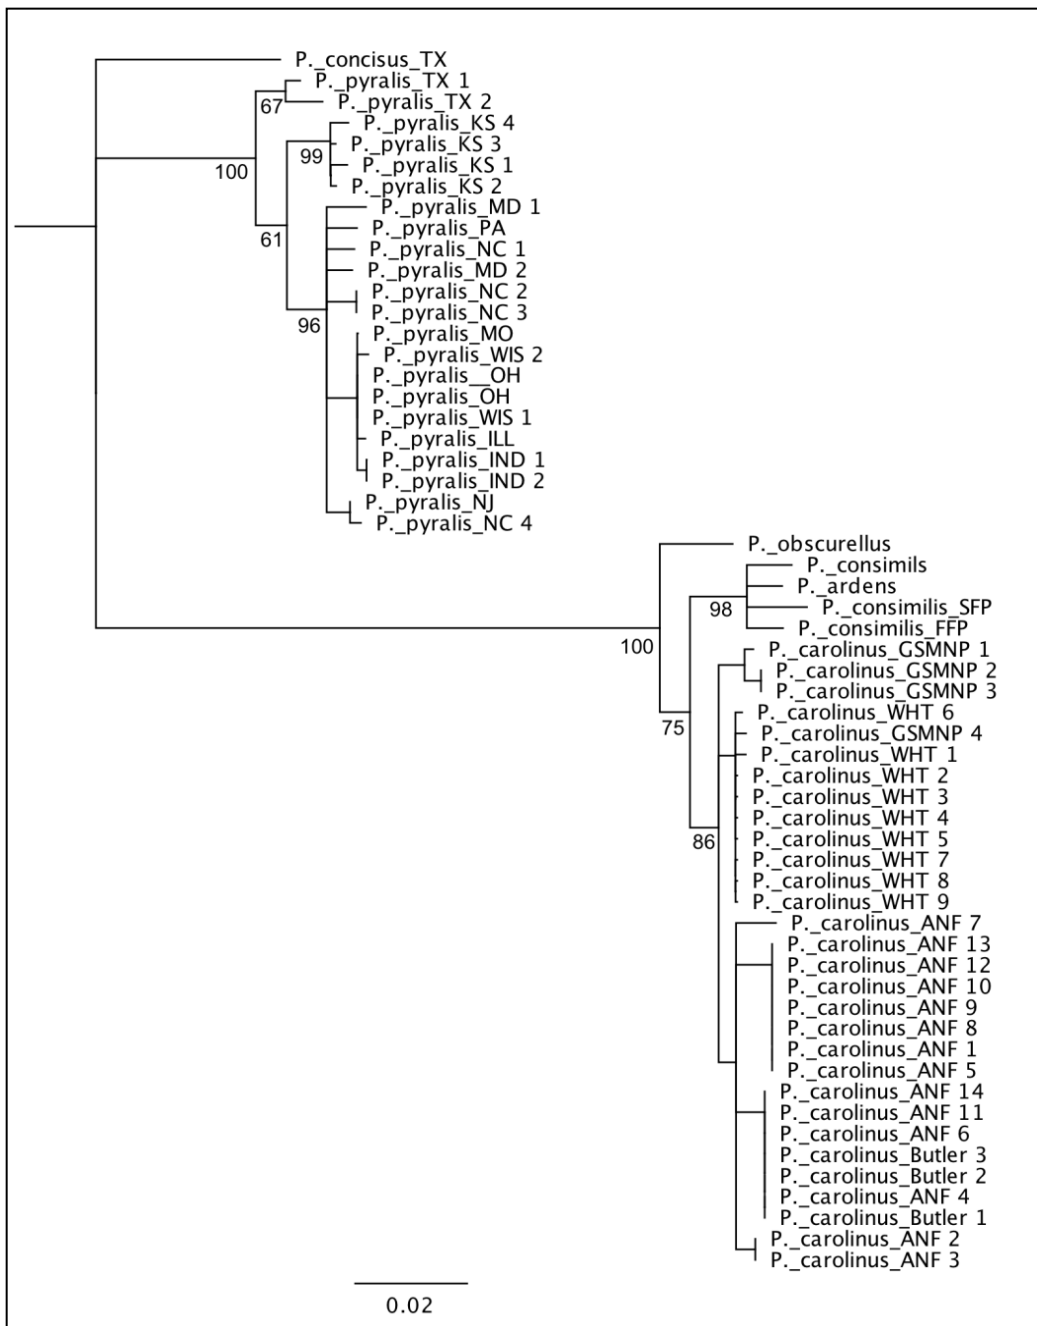 P._concisus_TX
P._pyralis_TX 1
67
P._pyralis_TX 2
P._pyralis_KS 4
99
P._pyralis_KS 3
100
P._pyralis_KS 1
P._pyralis_KS 2
P._pyralis_MD 1
P._pyralis_PA
61
P._pyralis_NC 1
P._pyralis_MD 2
P._pyralis_NC 2
P._pyralis_NC 3
96
P._pyralis_MO
P._pyralis_WIS 2
P._pyralis__OH
P._pyralis_OH
P._pyralis_WIS 1
P._pyralis_ILL
P._pyralis_IND 1
P._pyralis_IND 2
P._pyralis_NJ
P._pyralis_NC 4
P._obscurellus
P._consimils
P._ardens
98
P._consimilis_SFP
P._consimilis_FFP
100
P._carolinus_GSMNP 1
P._carolinus_GSMNP 2
P._carolinus_GSMNP 3
P._carolinus_WHT 6
75
P._carolinus_GSMNP 4
P._carolinus_WHT 1
P._carolinus_WHT 2
P._carolinus_WHT 3
P._carolinus_WHT 4
86
P._carolinus_WHT 5
P._carolinus_WHT 7
P._carolinus_WHT 8
P._carolinus_WHT 9
P._carolinus_ANF 7
P._carolinus_ANF 13
P._carolinus_ANF 12
P._carolinus_ANF 10
P._carolinus_ANF 9
P._carolinus_ANF 8
P._carolinus_ANF 1
P._carolinus_ANF 5
P._carolinus_ANF 14
P._carolinus_ANF 11
P._carolinus_ANF 6
P._carolinus_Butler 3
P._carolinus_Butler 2
P._carolinus_ANF 4
P._carolinus_Butler 1
P._carolinus_ANF 2
P._carolinus_ANF 3
0.02